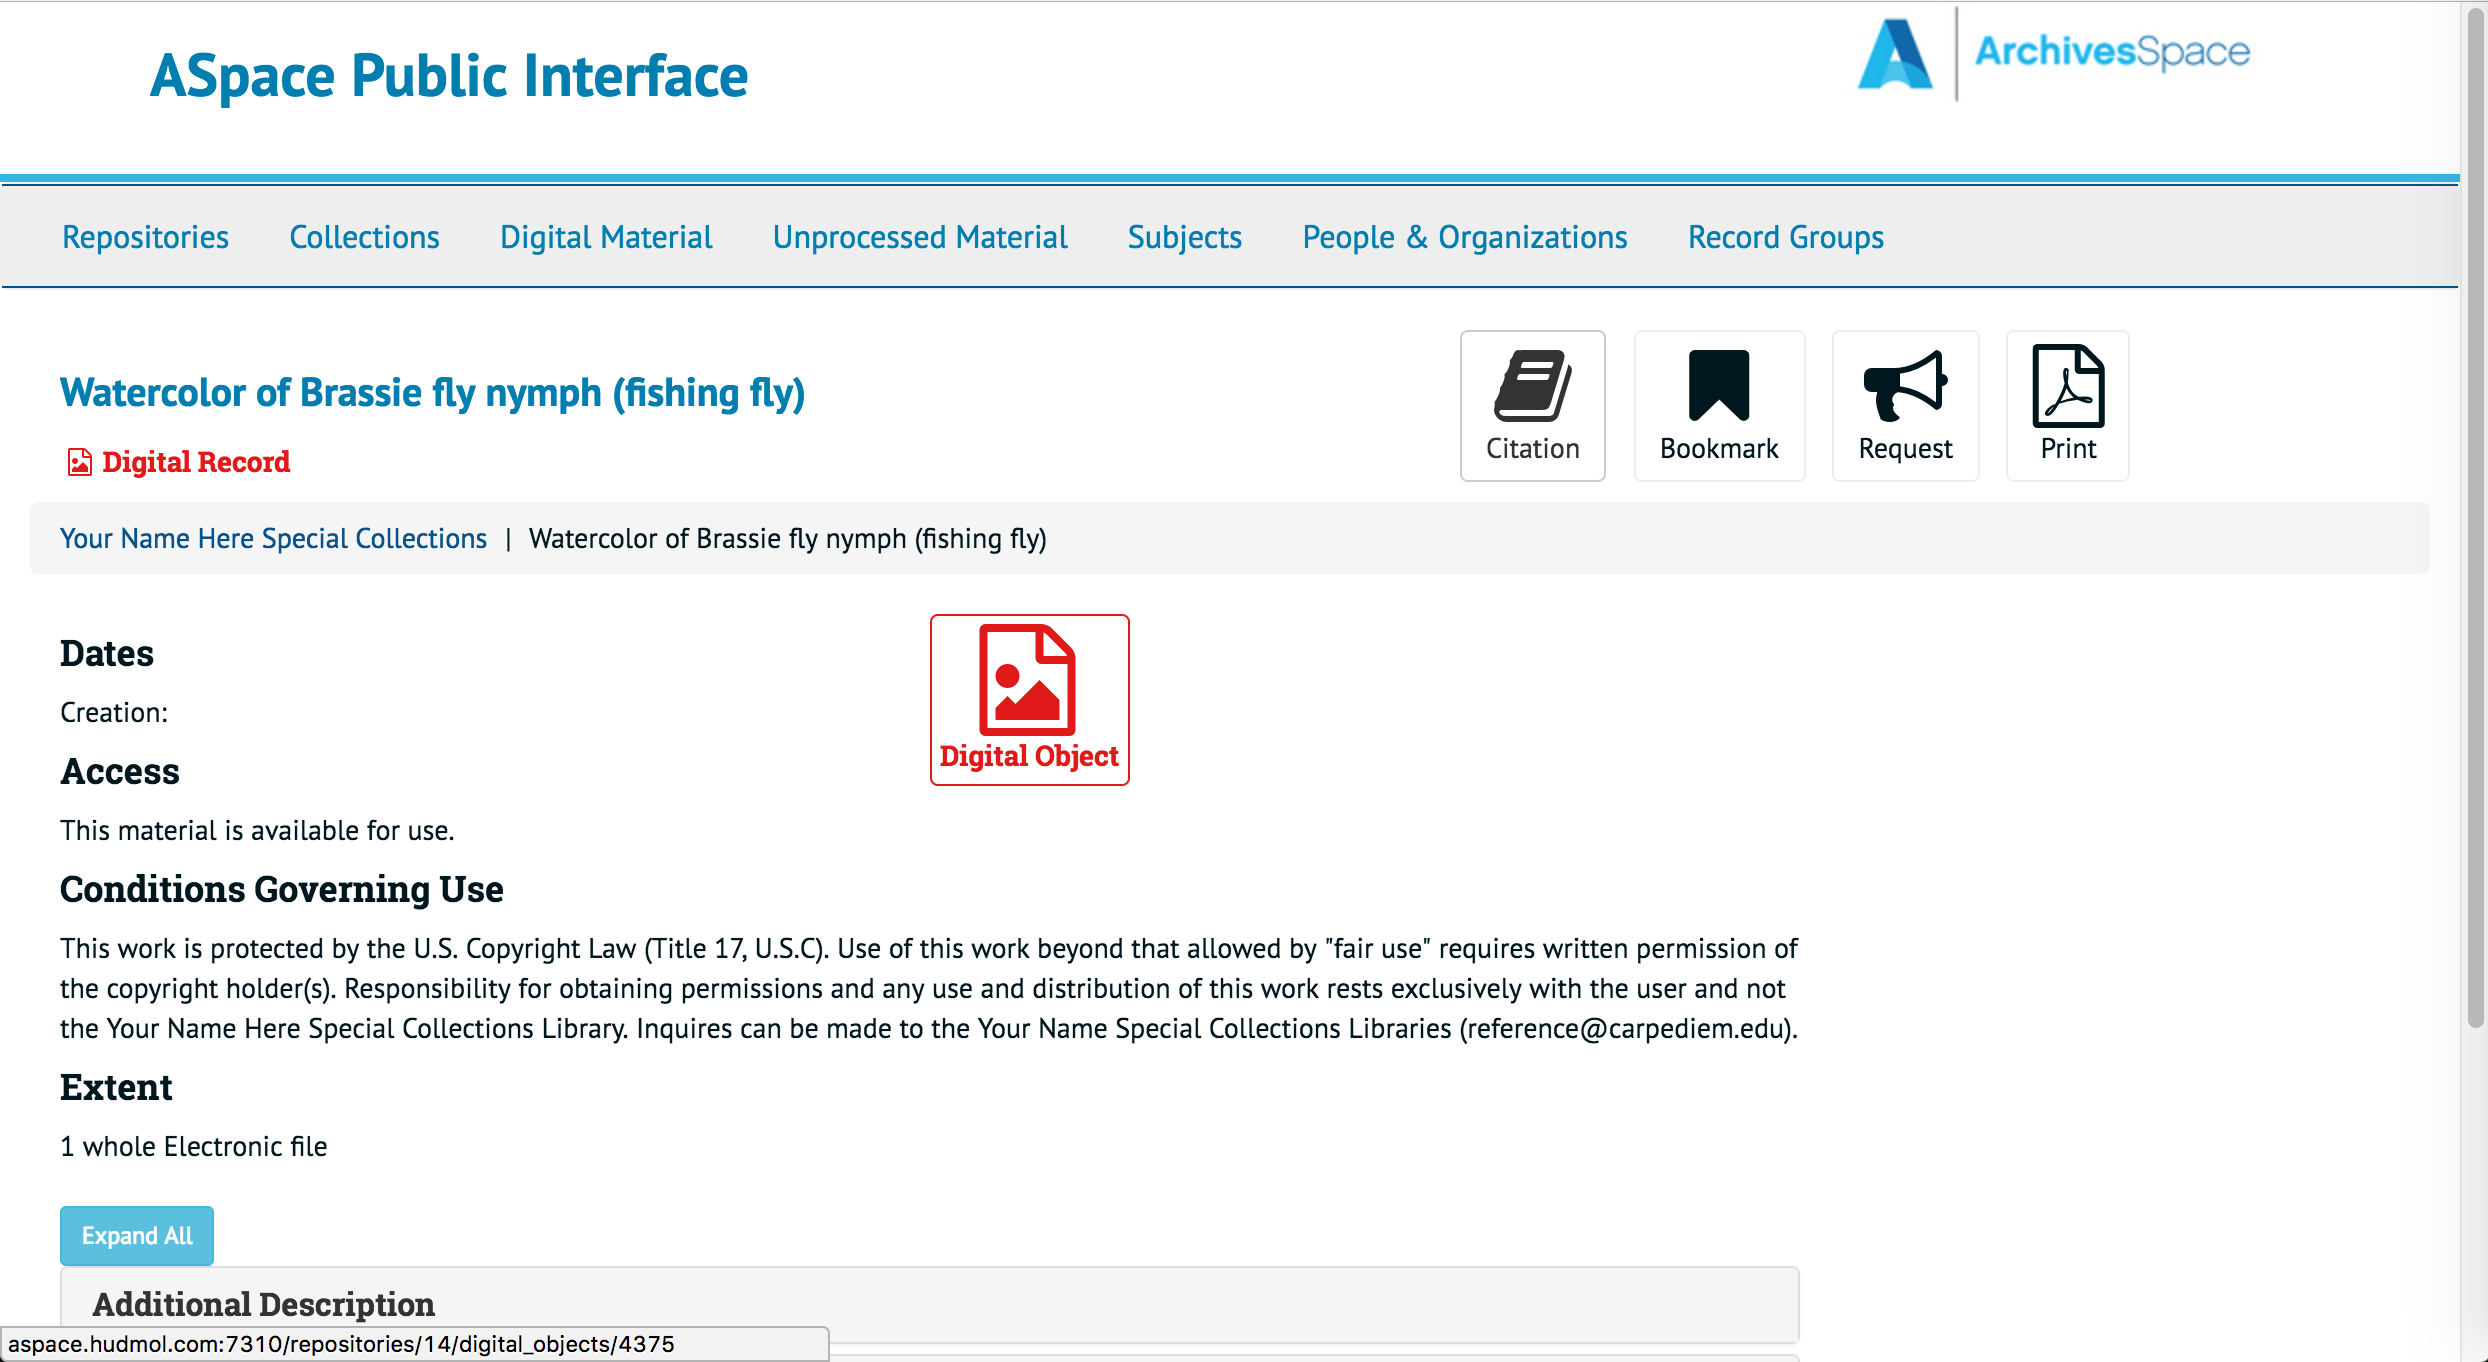 ASpace Public Interface
ArchivesSpace
Repositories Collections Digital Material Unprocessed Material Subjects People & Organizations Record Groups
Watercolor of Brassie fly nymph (fishing fly)
Digital Record
Citation Bookmark Request Print
Your Name Here Special Collections | Watercolor of Brassie fly nymph (fishing fly)
Dates
Creation:
Digital Object
Access
This material is available for use.
Conditions Governing Use
This work is protected by the U.S. Copyright Law (Title 17, U.S.C). Use of this work beyond that allowed by "fair use" requires written permission of
the copyright holder(s). Responsibility for obtaining permissions and any use and distribution of this work rests exclusively with the user and not
the Your Name Here Special Collections Library. Inquires can be made to the Your Name Special Collections Libraries (reference@carpediem.edu).
Extent
1 whole Electronic file
Expand All
Additional Description
aspace.hudmol.com:7310/repositories/14/digital_objects/4375